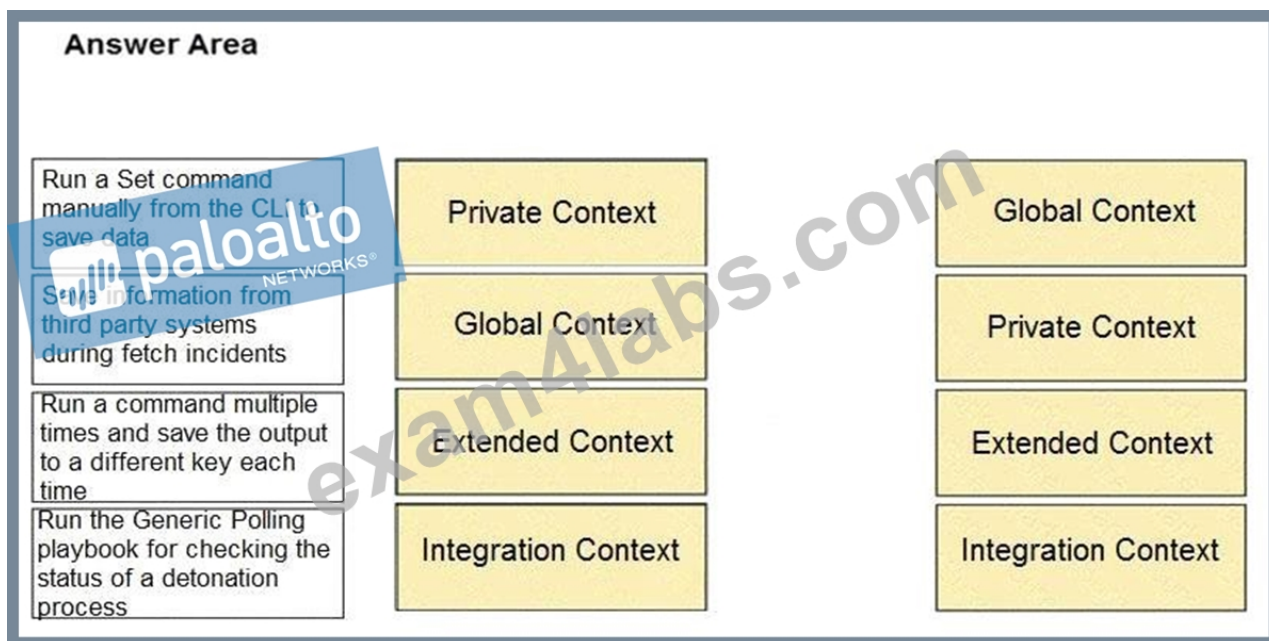 Answer Area
Run a Set command
manually from the CLI to
save data
Save information from
third party systems
during fetch incidents
Run a command multiple
times and save the output
to a different key each
time
Run the Generic Polling
playbook for checking the
status of a detonation
process
Private Context
Global Context
Extended Context
Integration Context
Global Context
Private Context
Extended Context
Integration Context
paloalto
NETWORKS®
exam4labs.com